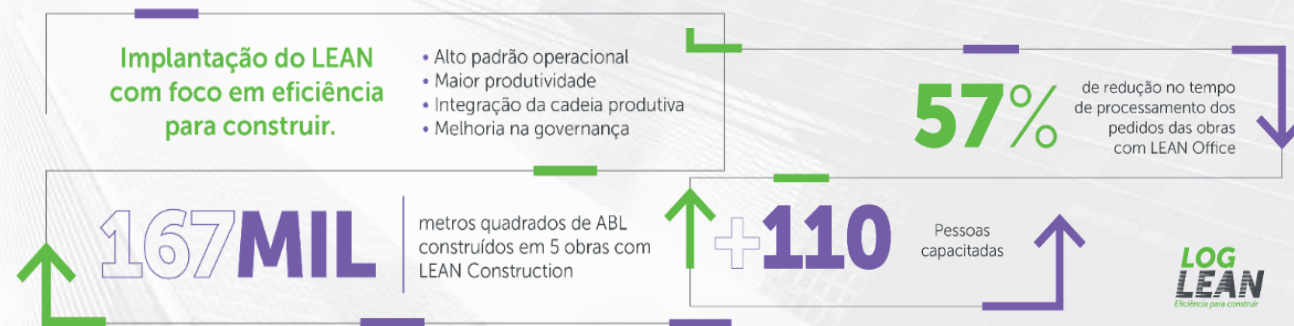 Implantação do LEAN
com foco em eficiência
para construir.
• Alto padrão operacional
• Maior produtividade
• Integração da cadeia produtiva
• Melhoria na governança
57%
de redução no tempo
de processamento dos
pedidos das obras
com LEAN Office
167MIL
metros quadrados de ABL
construídos em 5 obras com
LEAN Construction
+110
Pessoas
capacitadas
LOG
LEAN
Eficiência para construir